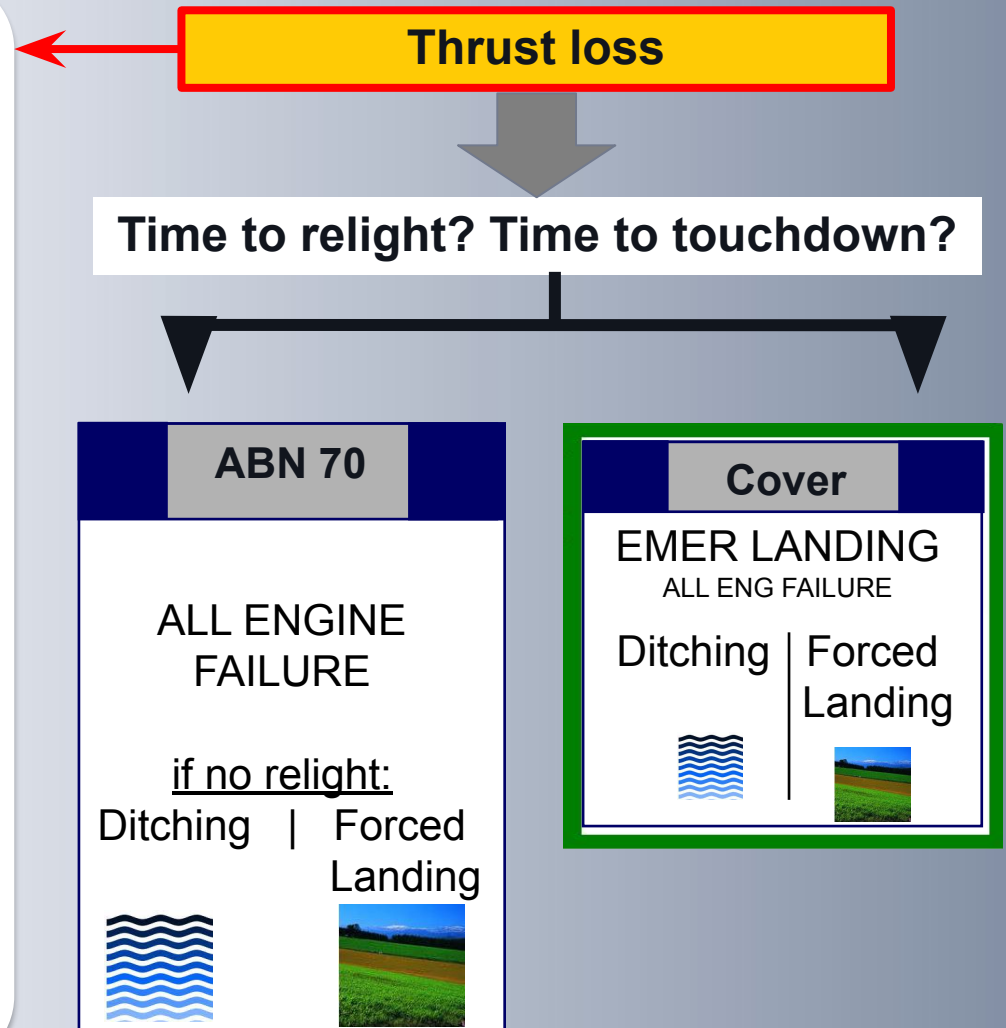 Thrust loss
Time to relight? Time to touchdown?
ABN 70
ALL ENGINE
FAILURE
if no relight:
Ditching | Forced
Landing
Cover
EMER LANDING
ALL ENG FAILURE
Ditching | Forced
Landing